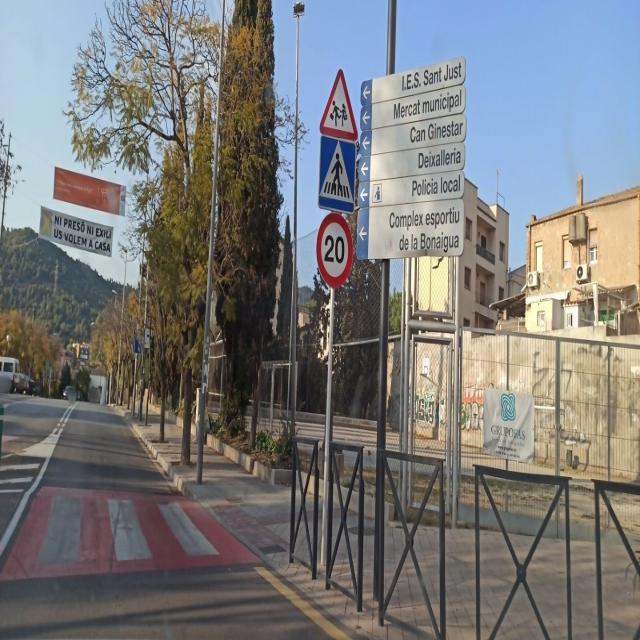 NI PRESÓ NI EXILI
US VOLEM A CASA
20
I.E.S. Sant Just
Mercat municipal
Can Ginestar
Deixalleria
Policia local
Complex esportiu
de la Bonaigua